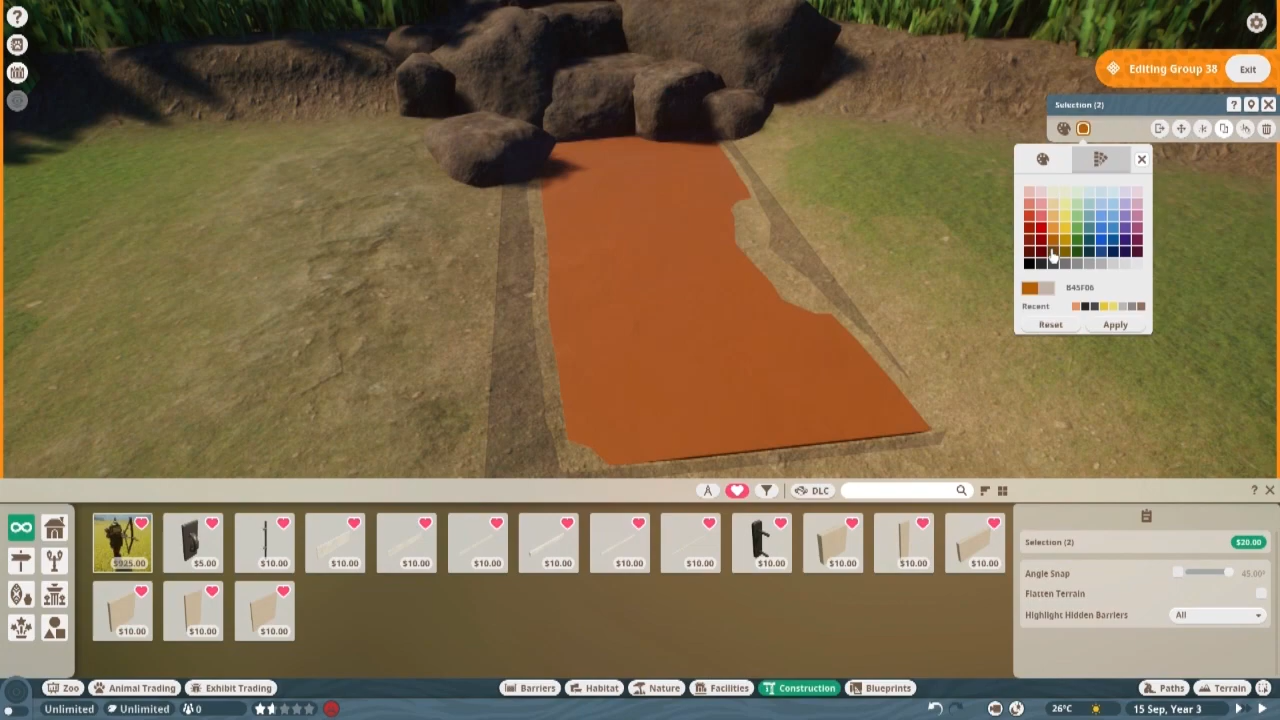 ?
Editing Group 38
Exit
Selection (2)
?
B45F06
Recent
Reset
Apply
DLC
?
$925.00
$5.00
$10.00
$10.00
$10.00
$10.00
$10.00
$10.00
$10.00
$10.00
$10.00
$10.00
$10.00
$10.00
$10.00
$10.00
Selection (2)
$20.00
Angle Snap
45.00°
Flatten Terrain
Highlight Hidden Barriers
All
Zoo
Animal Trading
Exhibit Trading
Barriers
Habitat
Nature
Facilities
Construction
Blueprints
Paths
Terrain
Unlimited
Unlimited
0
26°C
15 Sep, Year 3